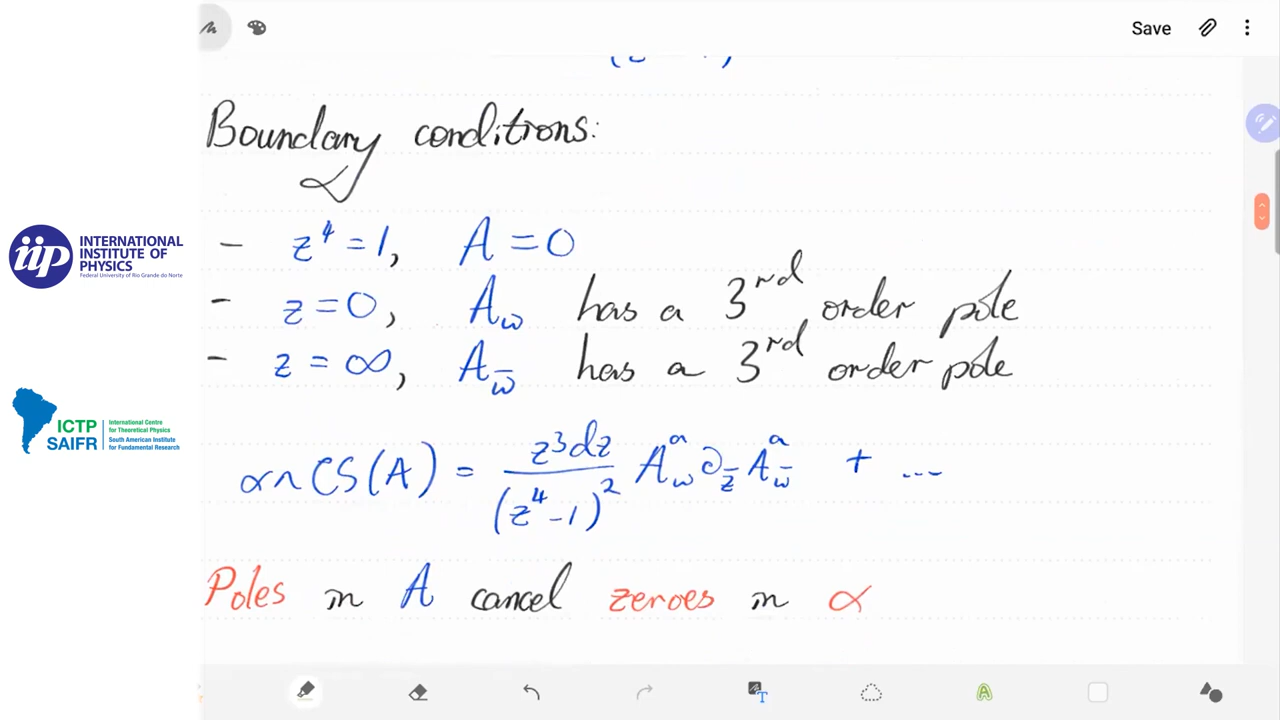 Save
Boundary conditions:
α
- z⁴ = 1, A = 0
- z = 0, A_w has a 3rd order pole
- z = ∞, A_w̄ has a 3rd order pole
α∧CS(A) = z³dz / (z⁴-1)² A_w^a ∂_z̄ A_w̄^a + ...
Poles in A cancel zeroes in α
iip INTERNATIONAL
INSTITUTE OF
PHYSICS
Federal University of Rio Grande do Norte
ICTP
SAIFR
International Centre
for Theoretical Physics
South American Institute
for Fundamental Research
T
A